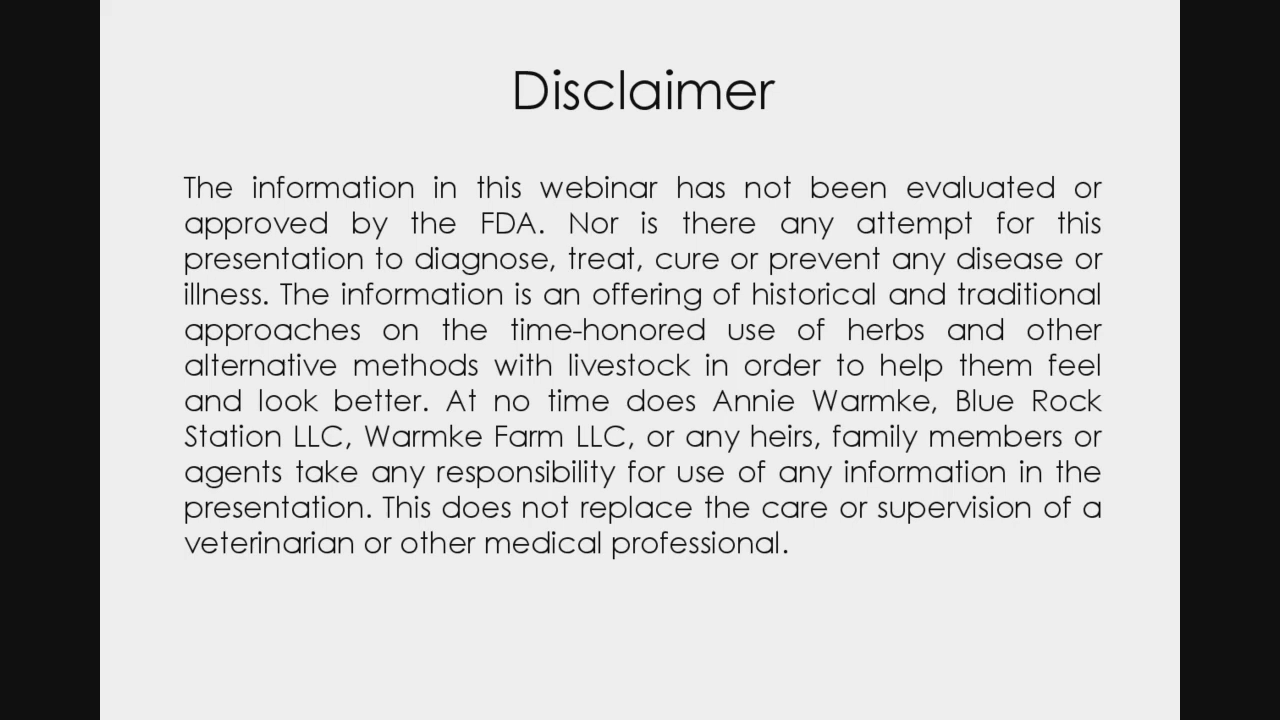 Disclaimer
The information in this webinar has not been evaluated or
approved by the FDA. Nor is there any attempt for this
presentation to diagnose, treat, cure or prevent any disease or
illness. The information is an offering of historical and traditional
approaches on the time-honored use of herbs and other
alternative methods with livestock in order to help them feel
and look better. At no time does Annie Warmke, Blue Rock
Station LLC, Warmke Farm LLC, or any heirs, family members or
agents take any responsibility for use of any information in the
presentation. This does not replace the care or supervision of a
veterinarian or other medical professional.